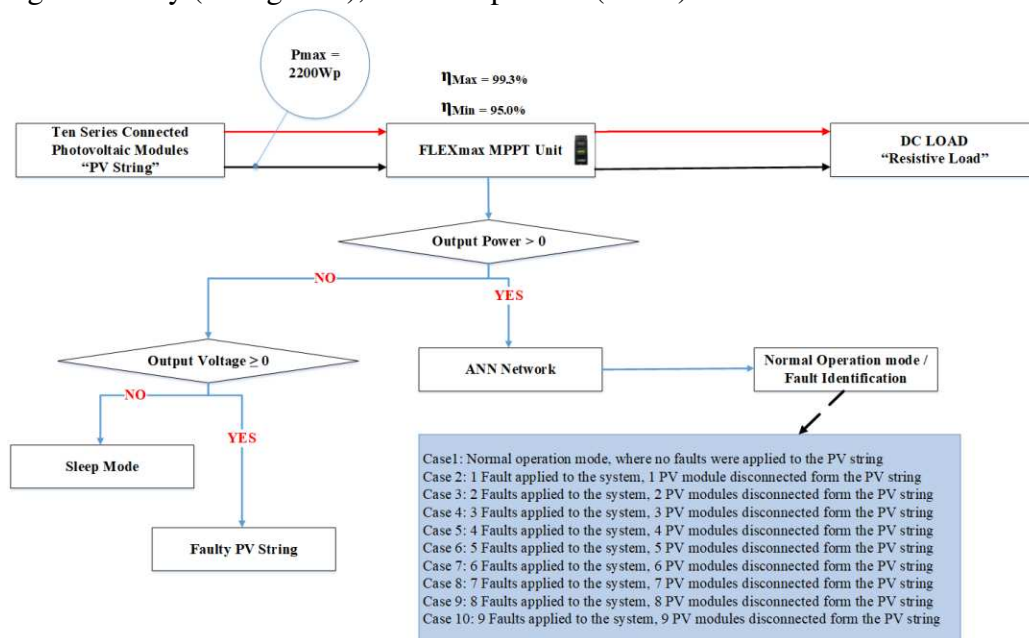 Pmax =
2200Wp
ηMax = 99.3%
ηMin = 95.0%
Ten Series Connected
Photovoltaic Modules
“PV String”
FLEXmax MPPT Unit
DC LOAD
“Resistive Load”
Output Power > 0
NO
YES
Output Voltage ≥ 0
ANN Network
Normal Operation mode /
Fault Identification
NO
YES
Sleep Mode
Faulty PV String
Case1: Normal operation mode, where no faults were applied to the PV string
Case 2: 1 Fault applied to the system, 1 PV module disconnected form the PV string
Case 3: 2 Faults applied to the system, 2 PV modules disconnected form the PV string
Case 4: 3 Faults applied to the system, 3 PV modules disconnected form the PV string
Case 5: 4 Faults applied to the system, 4 PV modules disconnected form the PV string
Case 6: 5 Faults applied to the system, 5 PV modules disconnected form the PV string
Case 7: 6 Faults applied to the system, 6 PV modules disconnected form the PV string
Case 8: 7 Faults applied to the system, 7 PV modules disconnected form the PV string
Case 9: 8 Faults applied to the system, 8 PV modules disconnected form the PV string
Case 10: 9 Faults applied to the system, 9 PV modules disconnected form the PV string